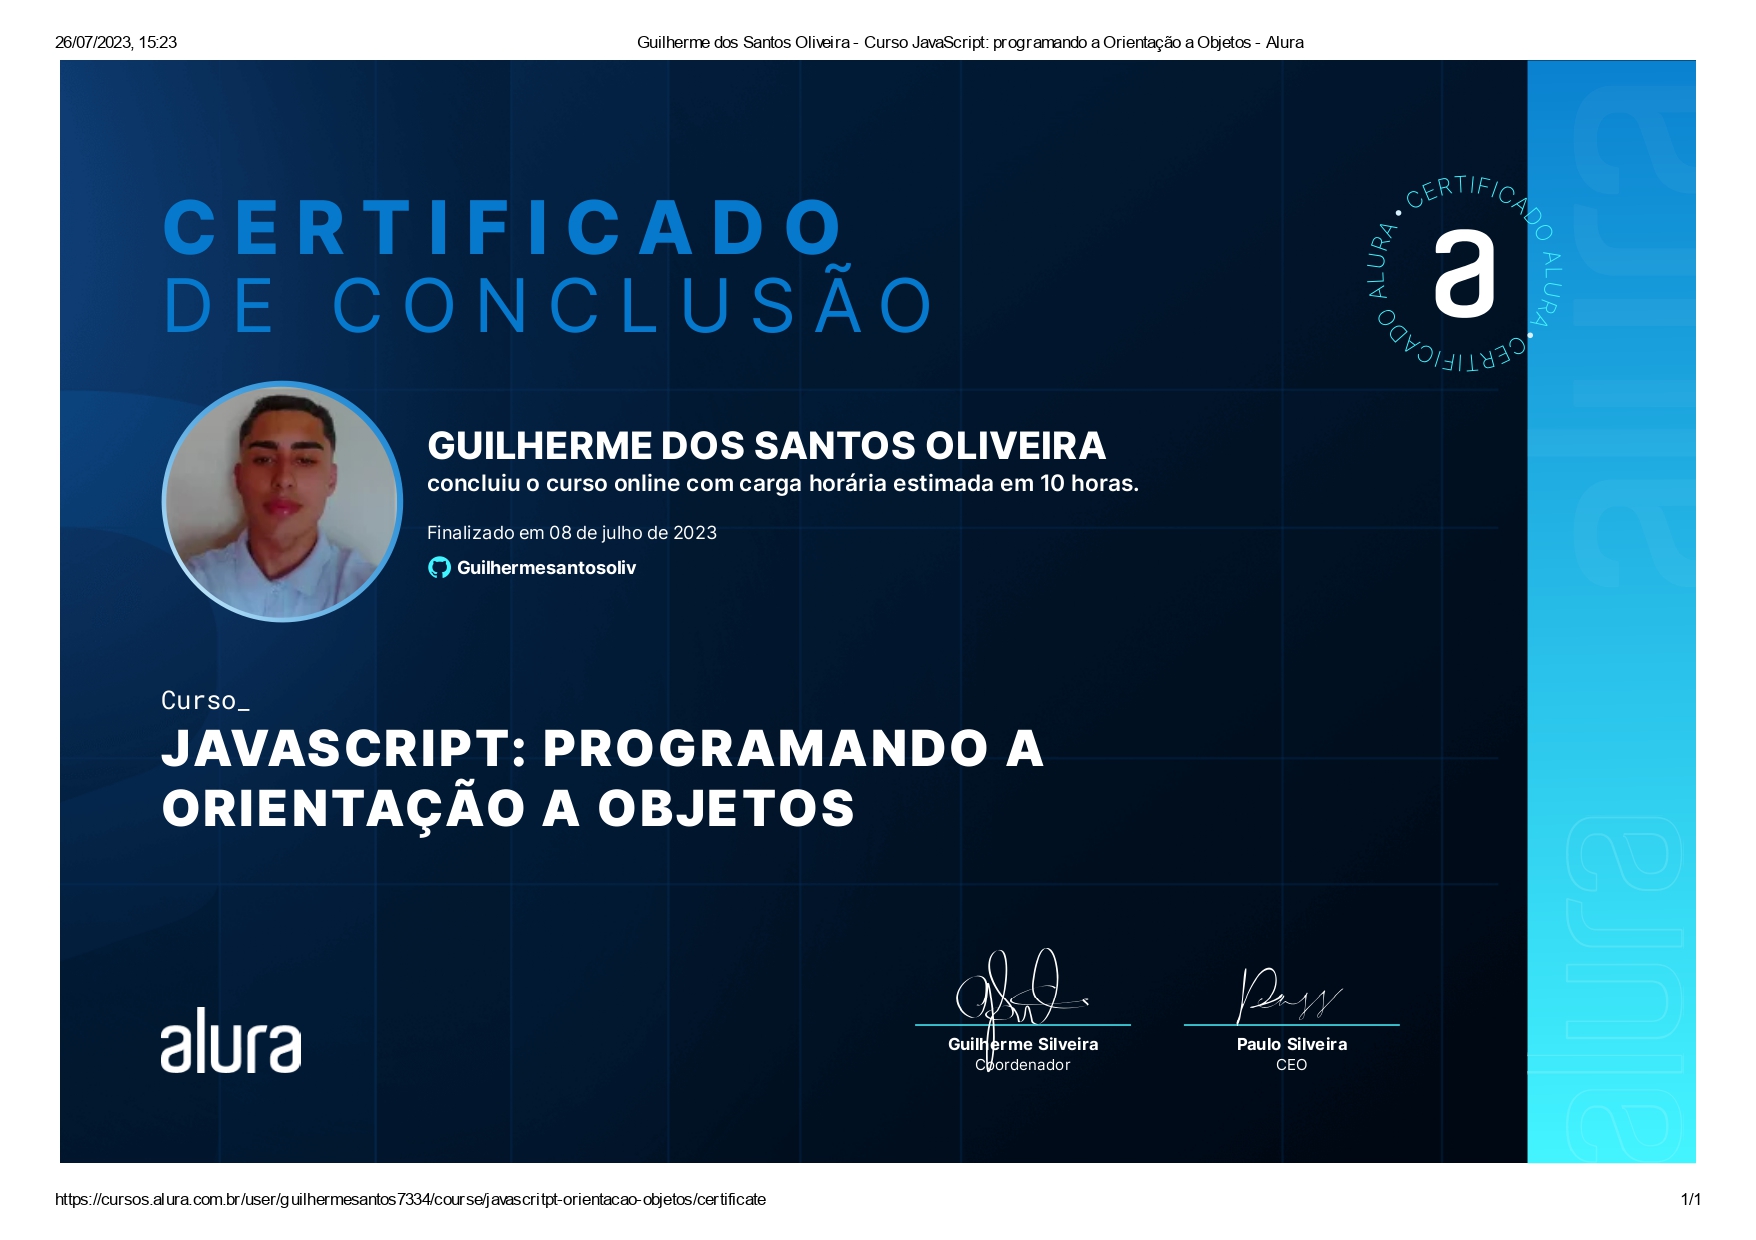 26/07/2023, 15:23
Guilherme dos Santos Oliveira - Curso JavaScript: programando a Orientação a Objetos - Alura
CERTIFICADO
DE CONCLUSÃO
CERTIFICADO ALURA • CERTIFICADO ALURA •
a
GUILHERME DOS SANTOS OLIVEIRA
concluiu o curso online com carga horária estimada em 10 horas.
Finalizado em 08 de julho de 2023
Guilhermesantosoliv
Curso_
JAVASCRIPT: PROGRAMANDO A
ORIENTAÇÃO A OBJETOS
alura
Guilherme Silveira
Coordenador
Paulo Silveira
CEO
alura
alura
alura
https://cursos.alura.com.br/user/guilhermesantos7334/course/javascritpt-orientacao-objetos/certificate
1/1